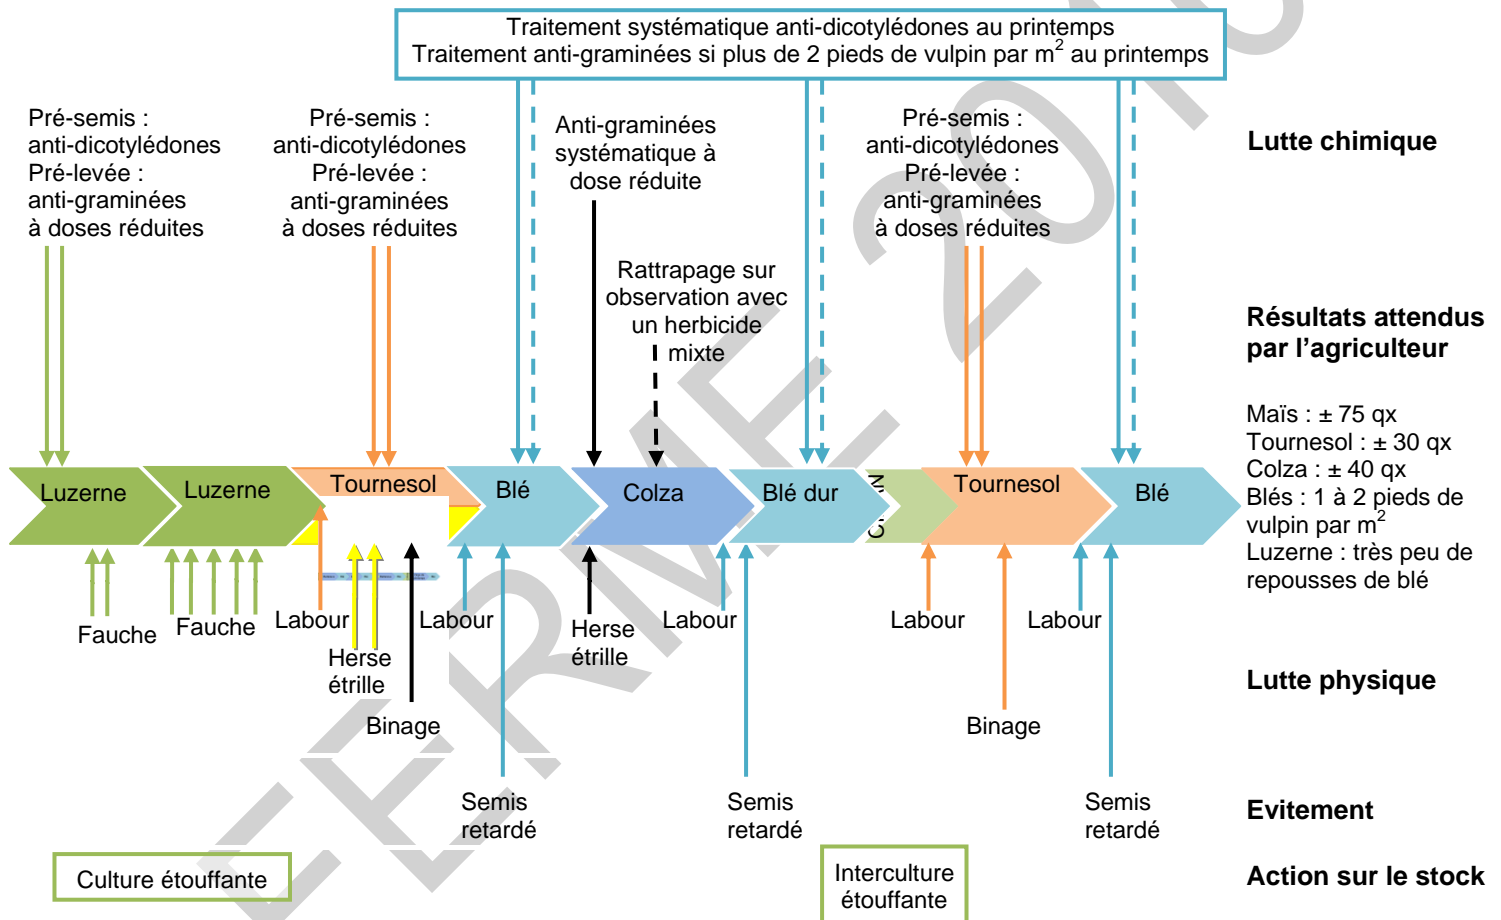 Traitement systématique anti-dicotylédones au printemps
Traitement anti-graminées si plus de 2 pieds de vulpin par m² au printemps
Pré-semis :
anti-dicotylédones
Pré-levée :
anti-graminées
à doses réduites
Pré-semis :
anti-dicotylédones
Pré-levée :
anti-graminées
à doses réduites
Anti-graminées
systématique à
dose réduite
Rattrapage sur
observation avec
un herbicide
mixte
Pré-semis :
anti-dicotylédones
Pré-levée :
anti-graminées
à doses réduites
Lutte chimique
Résultats attendus
par l’agriculteur
Maïs : ± 75 qx
Tournesol : ± 30 qx
Colza : ± 40 qx
Blés : 1 à 2 pieds de
vulpin par m²
Luzerne : très peu de
repousses de blé
Luzerne
Luzerne
Tournesol
Blé
Colza
Blé dur
Tournesol
Blé
Fauche
Fauche
Labour
Herse
étrille
Binage
Labour
Herse
étrille
Labour
Labour
Binage
Labour
Lutte physique
Semis
retardé
Semis
retardé
Semis
retardé
Evitement
Culture étouffante
Interculture
étouffante
Action sur le stock